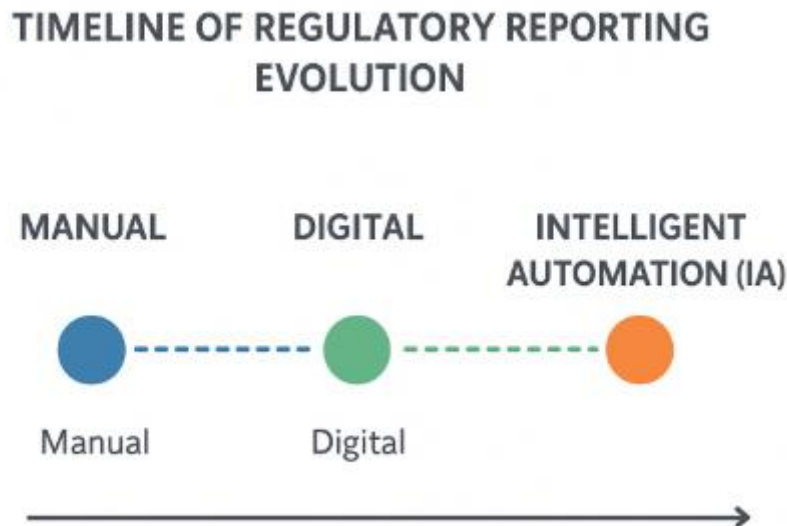 TIMELINE OF REGULATORY REPORTING
EVOLUTION
MANUAL
DIGITAL
INTELLIGENT
AUTOMATION (IA)
Manual
Digital